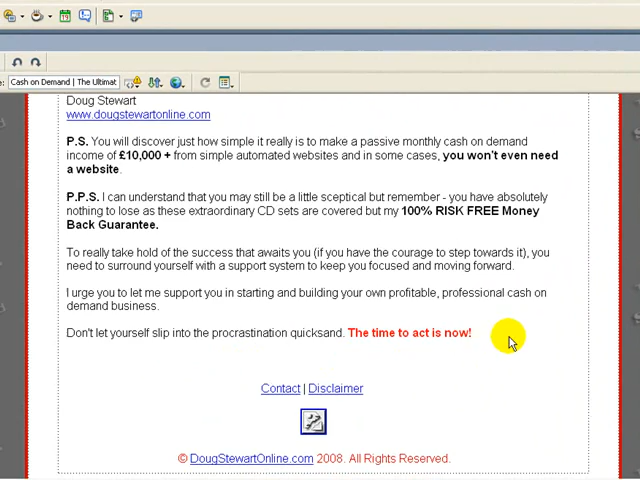 e: Cash on Demand | The Ultimat
Doug Stewart
www.dougstewartonline.com
P.S. You will discover just how simple it really is to make a passive monthly cash on demand
income of £10,000 + from simple automated websites and in some cases, you won't even need
a website.
P.P.S. I can understand that you may still be a little sceptical but remember - you have absolutely
nothing to lose as these extraordinary CD sets are covered but my 100% RISK FREE Money
Back Guarantee.
To really take hold of the success that awaits you (if you have the courage to step towards it), you
need to surround yourself with a support system to keep you focused and moving forward.
I urge you to let me support you in starting and building your own profitable, professional cash on
demand business.
Don't let yourself slip into the procrastination quicksand. The time to act is now!
Contact | Disclaimer
© DougStewartOnline.com 2008. All Rights Reserved.